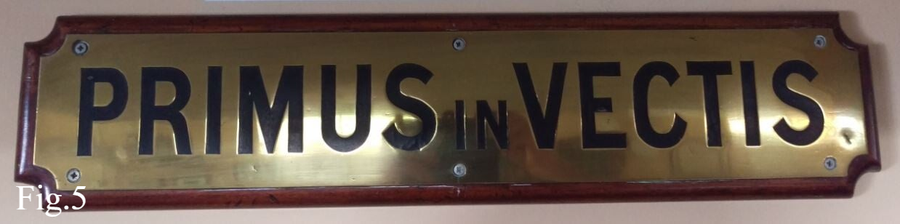 PRIMUS IN VECTIS
Fig.5